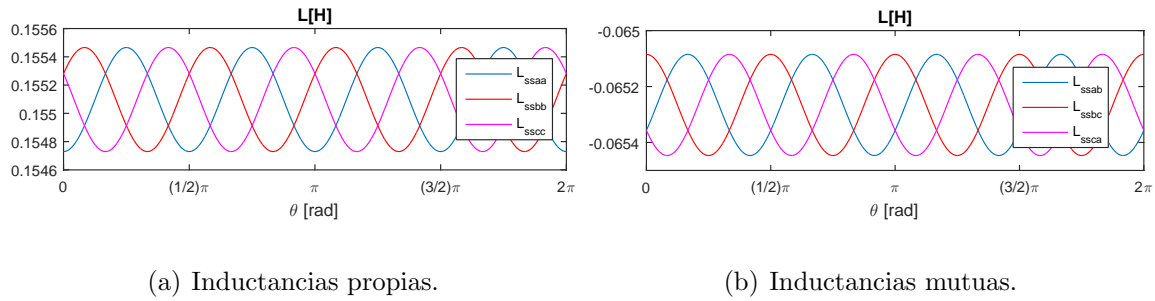 L[H]
0.1556
0.1554
0.1552
0.155
0.1548
0.1546
0
(1/2)π
π
(3/2)π
2π
θ [rad]
L_ssaa
L_ssbb
L_sscc
(a) Inductancias propias.
L[H]
-0.065
-0.0652
-0.0654
0
(1/2)π
π
(3/2)π
2π
θ [rad]
L_ssab
L_ssbc
L_ssca
(b) Inductancias mutuas.